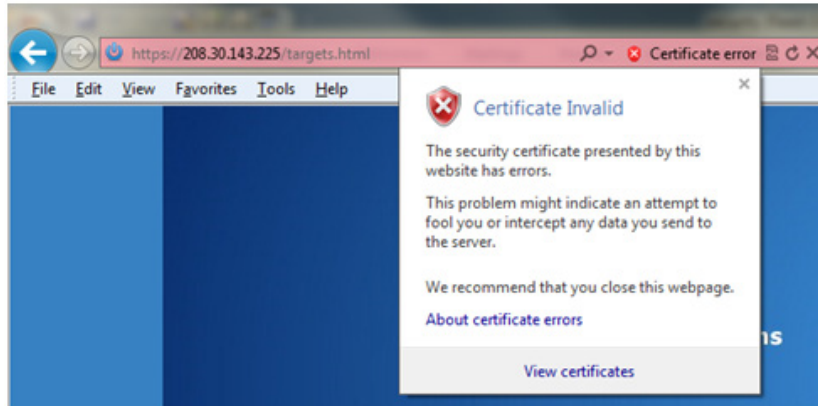 https://208.30.143.225/targets.html Certificate error
File Edit View Favorites Tools Help
Certificate Invalid
The security certificate presented by this
website has errors.
This problem might indicate an attempt to
fool you or intercept any data you send to
the server.
We recommend that you close this webpage.
About certificate errors
ns
View certificates